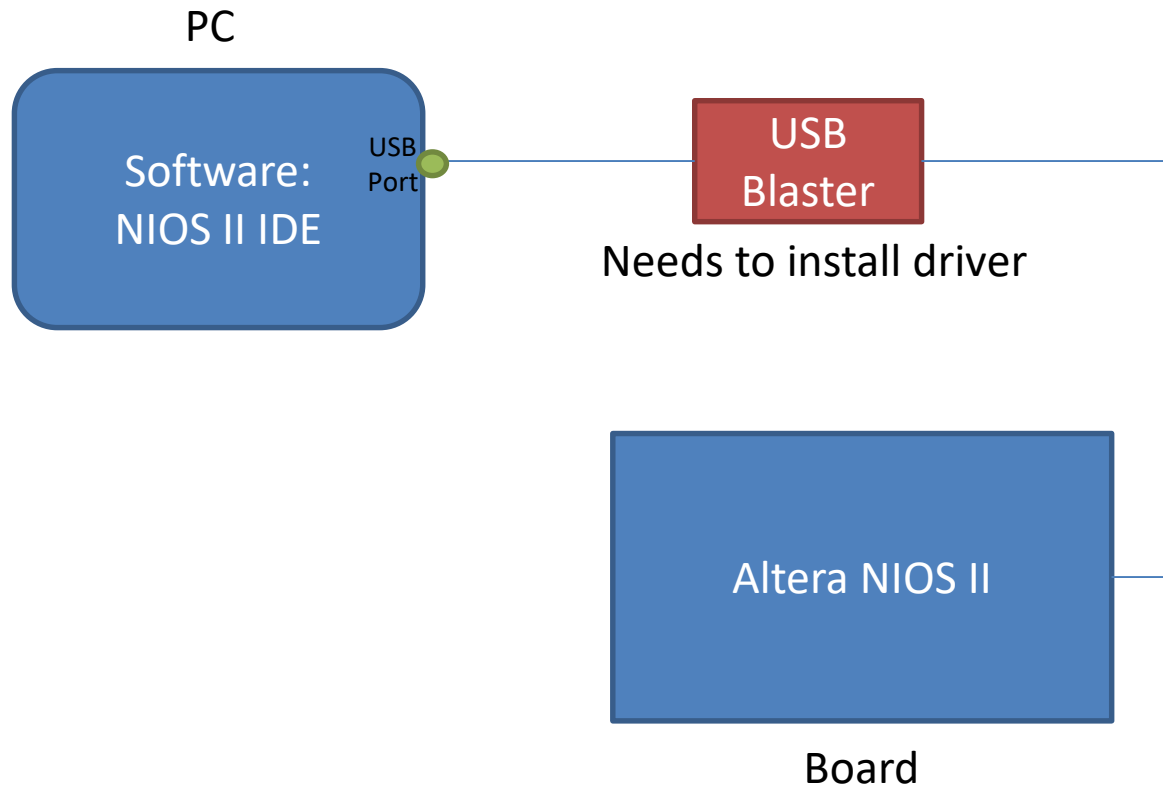 PC
Software:
NIOS II IDE
USB
Port
USB
Blaster
Needs to install driver
Altera NIOS II
Board